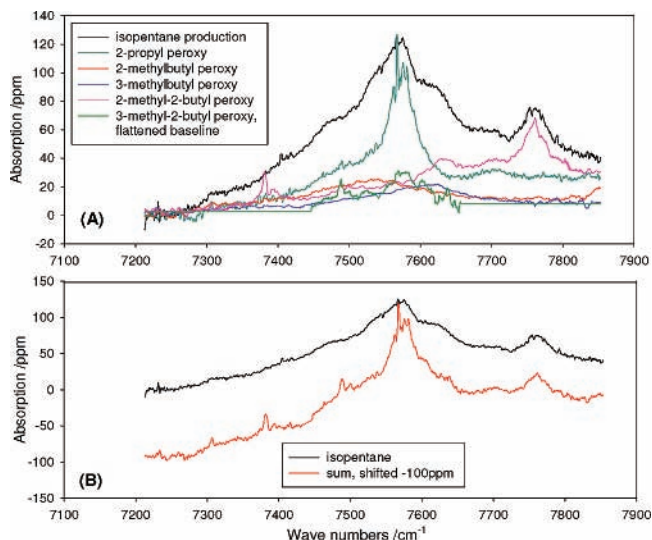 140
120
100
80
60
40
20
0
-20
Absorption /ppm
isopentane production
2-propyl peroxy
2-methylbutyl peroxy
3-methylbutyl peroxy
2-methyl-2-butyl peroxy
3-methyl-2-butyl peroxy,
flattened baseline
(A)
7100 7200 7300 7400 7500 7600 7700 7800 7900
150
100
50
0
-50
-100
-150
Absorption/ppm
(B)
isopentane
sum, shifted -100ppm
7100 7200 7300 7400 7500 7600 7700 7800 7900
Wave numbers /cm⁻¹